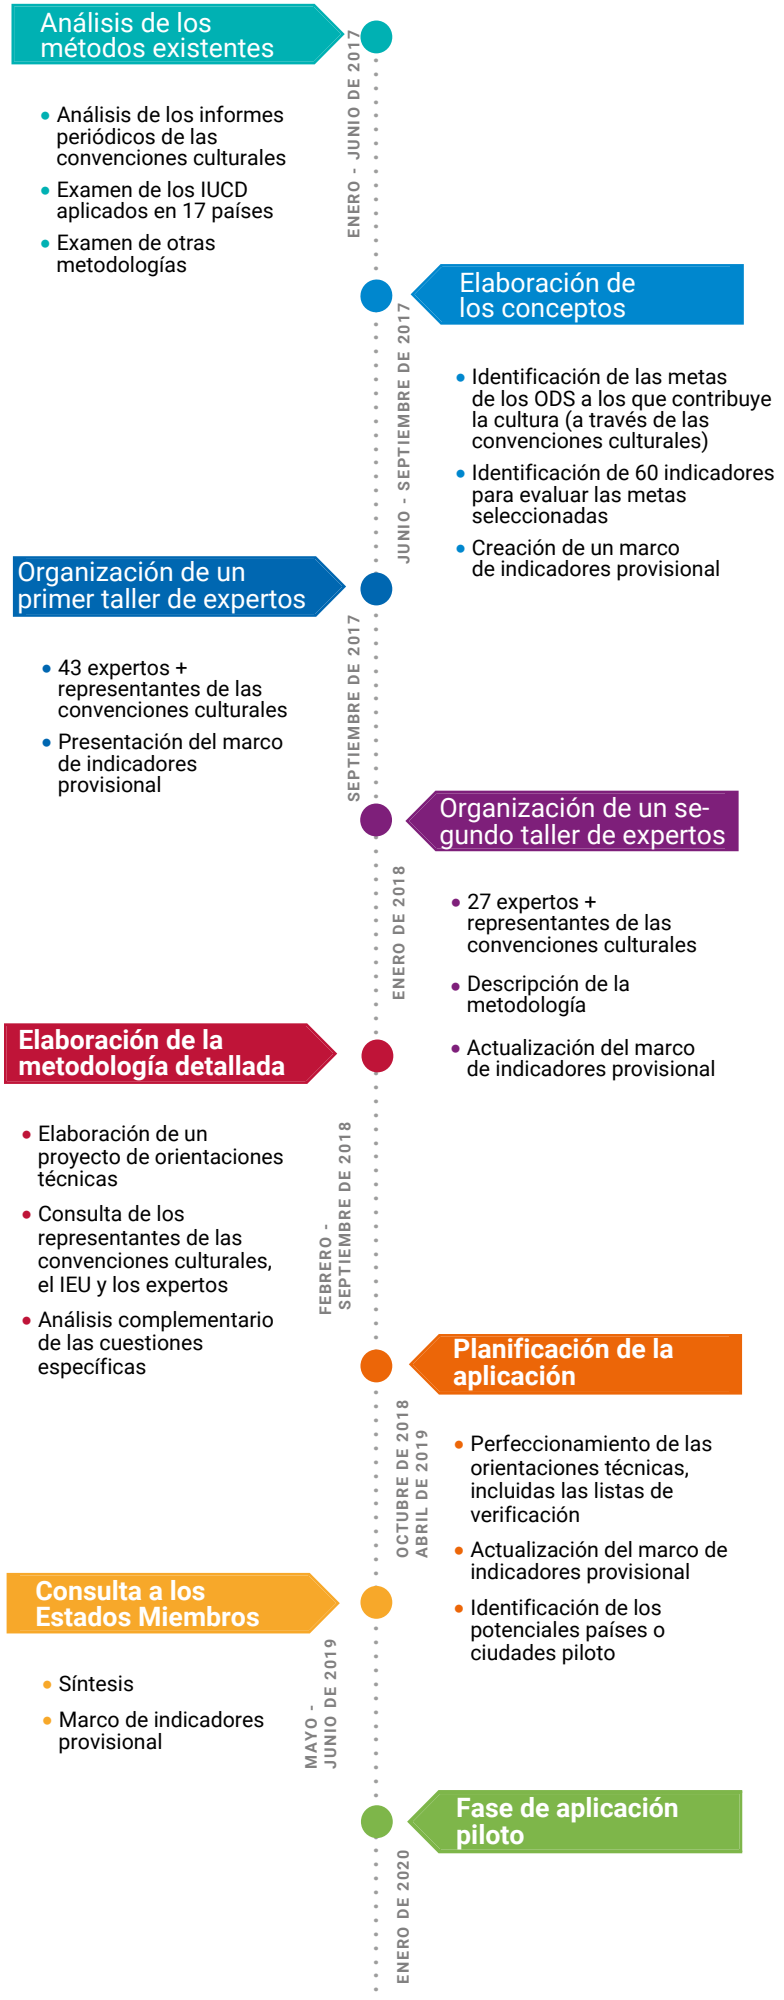 Análisis de los
métodos existentes
ENERO - JUNIO DE 2017
• Análisis de los informes
periódicos de las
convenciones culturales
• Examen de los IUCD
aplicados en 17 países
• Examen de otras
metodologías
Elaboración de
los conceptos
JUNIO - SEPTIEMBRE DE 2017
• Identificación de las metas
de los ODS a los que contribuye
la cultura (a través de las
convenciones culturales)
• Identificación de 60 indicadores
para evaluar las metas
seleccionadas
• Creación de un marco
de indicadores provisional
Organización de un
primer taller de expertos
SEPTIEMBRE DE 2017
• 43 expertos +
representantes de las
convenciones culturales
• Presentación del marco
de indicadores
provisional
Organización de un se-
gundo taller de expertos
ENERO DE 2018
• 27 expertos +
representantes de las
convenciones culturales
• Descripción de la
metodología
• Actualización del marco
de indicadores provisional
Elaboración de la
metodología detallada
FEBRERO -
SEPTIEMBRE DE 2018
• Elaboración de un
proyecto de orientaciones
técnicas
• Consulta de los
representantes de las
convenciones culturales,
el IEU y los expertos
• Análisis complementario
de las cuestiones
específicas
Planificación de la
aplicación
OCTUBRE DE 2018
ABRIL DE 2019
• Perfeccionamiento de las
orientaciones técnicas,
incluidas las listas de
verificación
• Actualización del marco de
indicadores provisional
• Identificación de los
potenciales países o
ciudades piloto
Consulta a los
Estados Miembros
MAYO -
JUNIO DE 2019
• Síntesis
• Marco de indicadores
provisional
Fase de aplicación
piloto
ENERO DE 2020